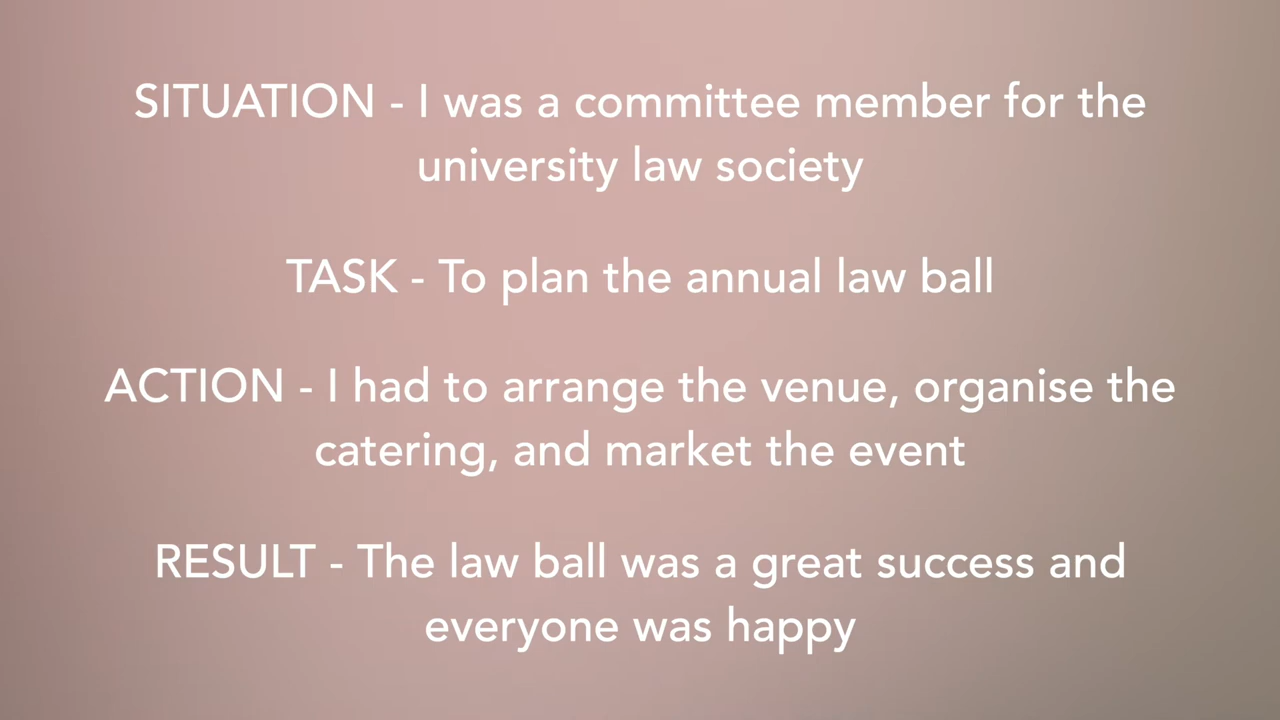 SITUATION - I was a committee member for the
university law society
TASK - To plan the annual law ball
ACTION - I had to arrange the venue, organise the
catering, and market the event
RESULT - The law ball was a great success and
everyone was happy